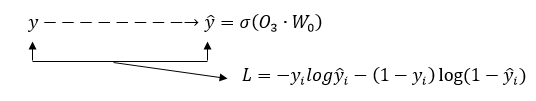 y − − − − − − − −→ ŷ = σ(O₃ · W₀)
L = −yᵢlogŷᵢ − (1 − yᵢ) log(1 − ŷᵢ)